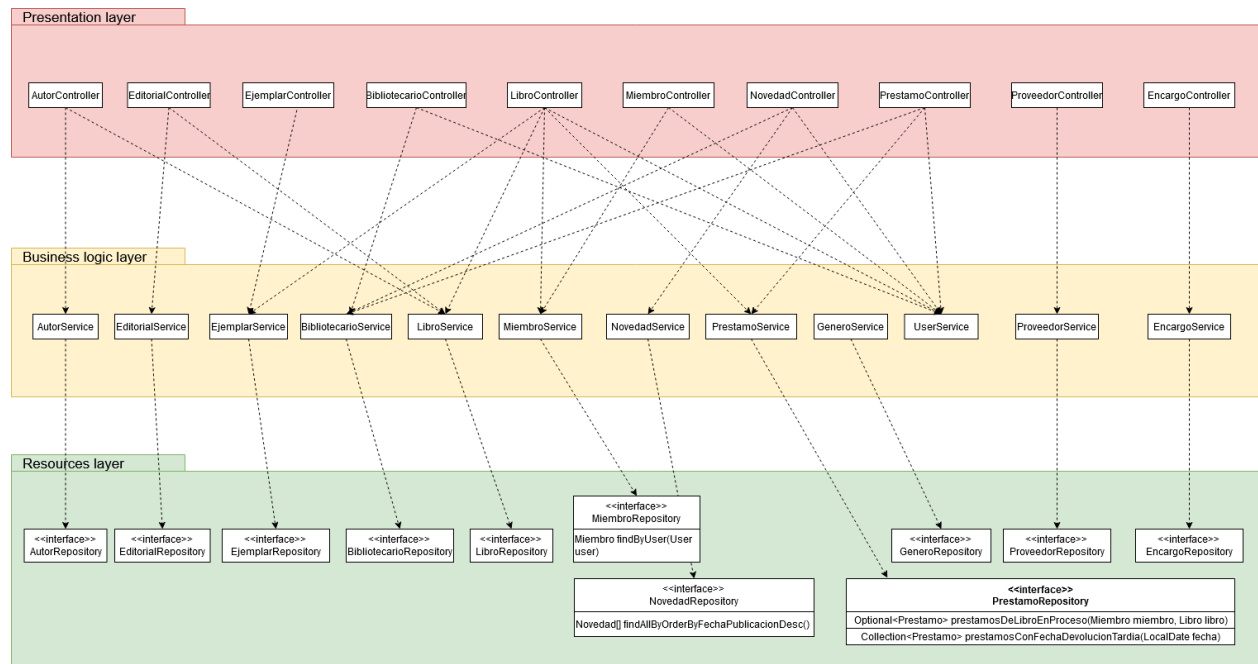 Presentation layer
AutorController
EditorialController
EjemplarController
BibliotecarioController
LibroController
MiembroController
NovedadController
PrestamoController
ProveedorController
EncargoController
Business logic layer
AutorService
EditorialService
EjemplarService
BibliotecarioService
LibroService
MiembroService
NovedadService
PrestamoService
GeneroService
UserService
ProveedorService
EncargoService
Resources layer
<<interface>>
AutorRepository
<<interface>>
EditorialRepository
<<interface>>
EjemplarRepository
<<interface>>
BibliotecarioRepository
<<interface>>
LibroRepository
<<interface>>
MiembroRepository
Miembro findByUser(User
user)
<<interface>>
GeneroRepository
<<interface>>
ProveedorRepository
<<interface>>
EncargoRepository
<<interface>>
NovedadRepository
Novedad[] findAllByOrderByFechaPublicacionDesc()
<<interface>>
PrestamoRepository
Optional<Prestamo> prestamosDeLibroEnProceso(Miembro miembro, Libro libro)
Collection<Prestamo> prestamosConFechaDevolucionTardia(LocalDate fecha)